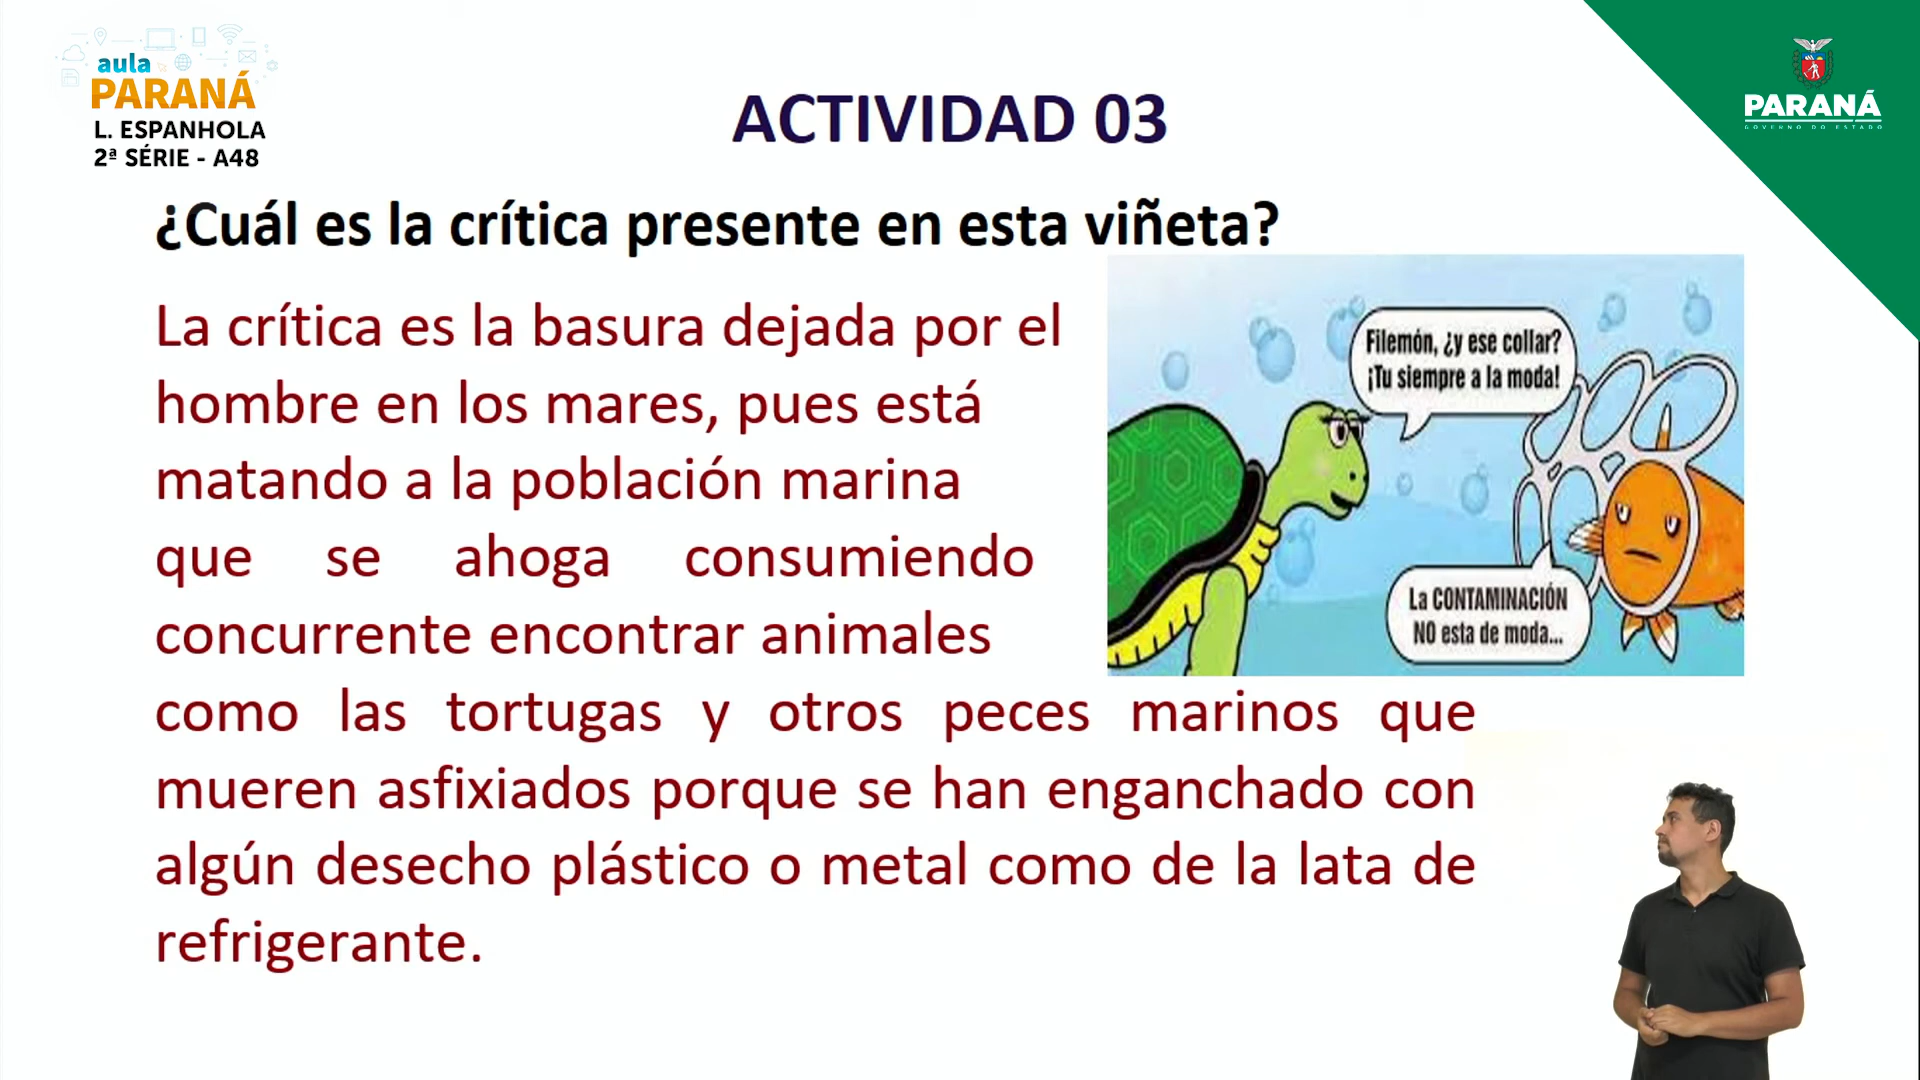 aula
PARANÁ
L. ESPANHOLA
2ª SÉRIE - A48
PARANÁ
GOVERNO DO ESTADO
ACTIVIDAD 03
¿Cuál es la crítica presente en esta viñeta?
La crítica es la basura dejada por el
hombre en los mares, pues está
matando a la población marina
que se ahoga consumiendo
concurrente encontrar animales
como las tortugas y otros peces marinos que
mueren asfixiados porque se han enganchado con
algún desecho plástico o metal como de la lata de
refrigerante.
Filemón, ¿y ese collar?
¡Tu siempre a la moda!
La CONTAMINACIÓN
NO esta de moda...